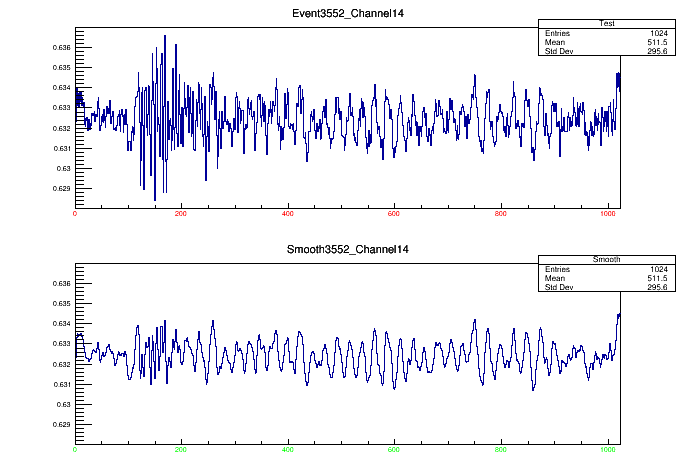 Event3552_Channel14
Test
Entries 1024
Mean 511.5
Std Dev 295.6
0.636
0.635
0.634
0.633
0.632
0.631
0.63
0.629
0 200 400 600 800 1000
Smooth3552_Channel14
Smooth
Entries 1024
Mean 511.5
Std Dev 295.6
0.636
0.635
0.634
0.633
0.632
0.631
0.63
0.629
0 200 400 600 800 1000